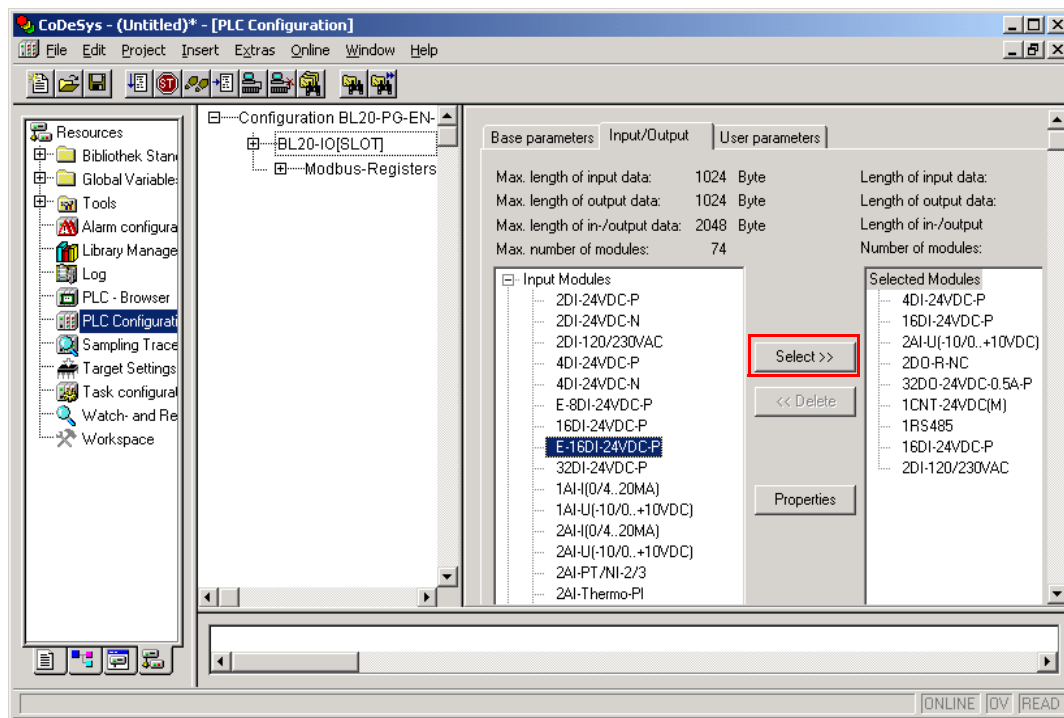 CoDeSys - (Untitled)* - [PLC Configuration]
File Edit Project Insert Extras Online Window Help
Resources
Bibliothek Stan
Global Variable
Tools
Alarm configura
Library Manage
Log
PLC - Browser
PLC Configurati
Sampling Trace
Target Settings
Task configurat
Watch- and Re
Workspace
Configuration BL20-PG-EN-
BL20-IO[SLOT]
Modbus-Registers
Base parameters Input/Output User parameters
Max. length of input data: 1024 Byte Length of input data:
Max. length of output data: 1024 Byte Length of output data:
Max. length of in-/output data: 2048 Byte Length of in-/output
Max. number of modules: 74 Number of modules:
Input Modules
2DI-24VDC-P
2DI-24VDC-N
2DI-120/230VAC
4DI-24VDC-P
4DI-24VDC-N
E-8DI-24VDC-P
16DI-24VDC-P
E-16DI-24VDC-P
32DI-24VDC-P
1AI-I(0/4..20MA)
1AI-U(-10/0..+10VDC)
2AI-I(0/4..20MA)
2AI-U(-10/0..+10VDC)
2AI-PT/NI-2/3
2AI-Thermo-PI
Select >>
<< Delete
Properties
Selected Modules
4DI-24VDC-P
16DI-24VDC-P
2AI-U(-10/0..+10VDC)
2DO-R-NC
32DO-24VDC-0.5A-P
1CNT-24VDC(M)
1RS485
16DI-24VDC-P
2DI-120/230VAC
ONLINE OV READ